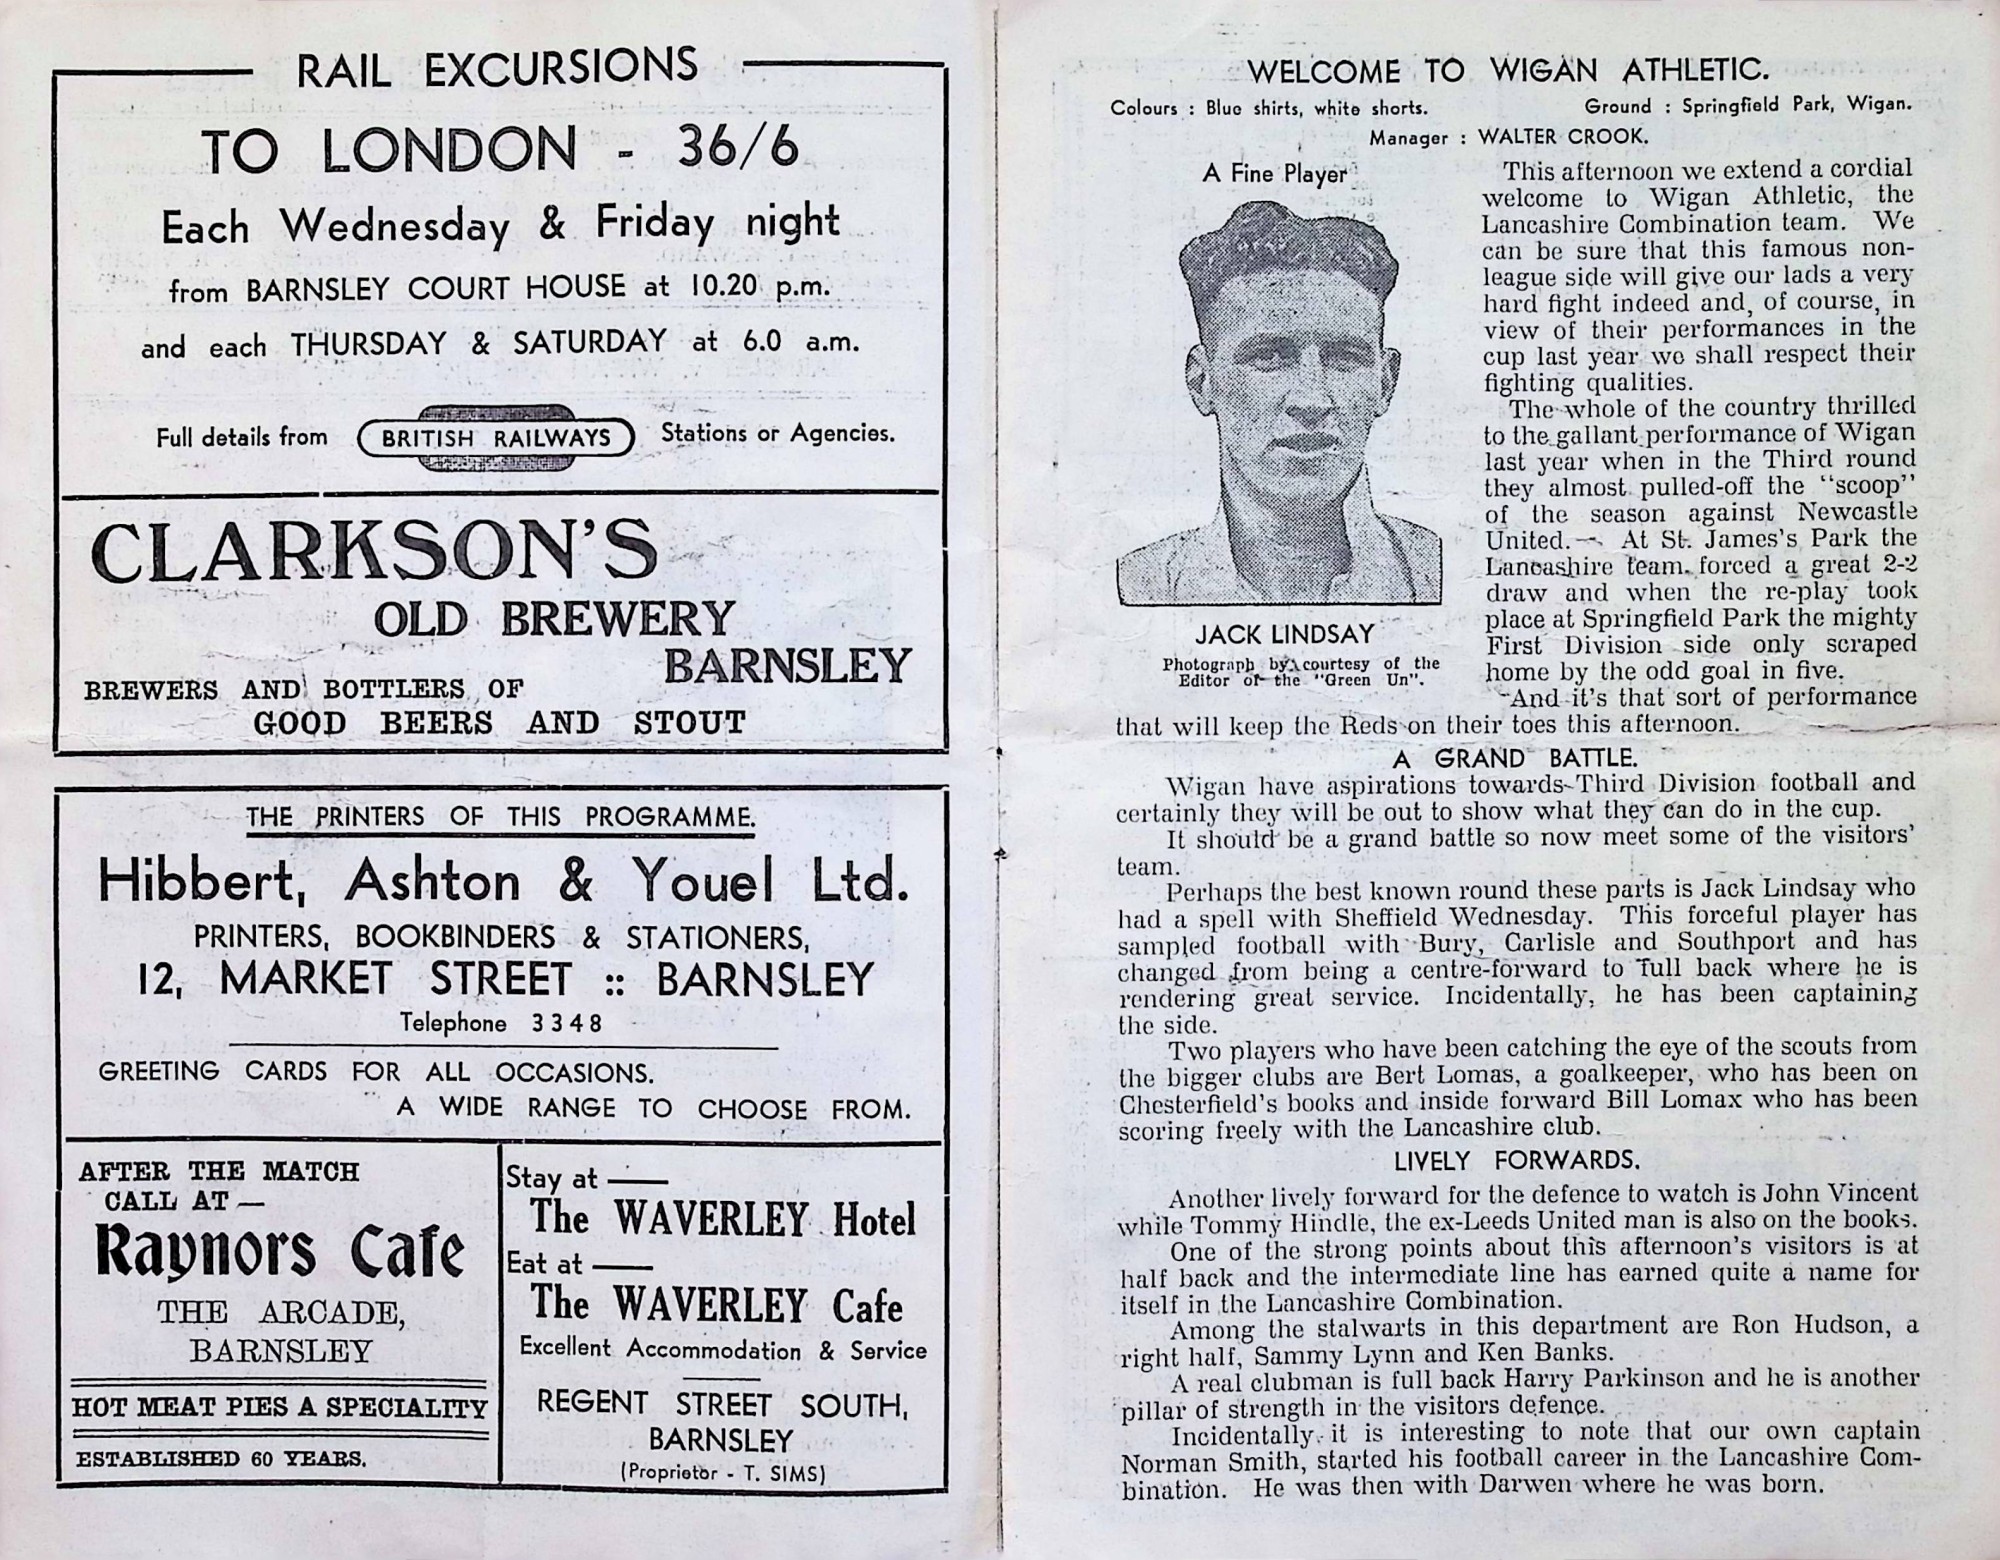 RAIL EXCURSIONS
TO LONDON - 36/6
Each Wednesday & Friday night
from BARNSLEY COURT HOUSE at 10.20 p.m.
and each THURSDAY & SATURDAY at 6.0 a.m.
Full details from BRITISH RAILWAYS Stations or Agencies.
CLARKSON'S
OLD BREWERY
BARNSLEY
BREWERS AND BOTTLERS OF
GOOD BEERS AND STOUT
THE PRINTERS OF THIS PROGRAMME.
Hibbert, Ashton & Youel Ltd.
PRINTERS, BOOKBINDERS & STATIONERS,
12, MARKET STREET :: BARNSLEY
Telephone 3348
GREETING CARDS FOR ALL OCCASIONS.
A WIDE RANGE TO CHOOSE FROM.
AFTER THE MATCH
CALL AT —
Raynors Cafe
THE ARCADE,
BARNSLEY
HOT MEAT PIES A SPECIALITY
ESTABLISHED 60 YEARS.
Stay at —
The WAVERLEY Hotel
Eat at —
The WAVERLEY Cafe
Excellent Accommodation & Service
REGENT STREET SOUTH,
BARNSLEY
(Proprietor - T. SIMS)
WELCOME TO WIGAN ATHLETIC.
Colours : Blue shirts, white shorts. Ground : Springfield Park, Wigan.
Manager : WALTER CROOK.
A Fine Player
JACK LINDSAY
Photograph by courtesy of the
Editor of the "Green Un".
This afternoon we extend a cordial
welcome to Wigan Athletic, the
Lancashire Combination team. We
can be sure that this famous non-
league side will give our lads a very
hard fight indeed and, of course, in
view of their performances in the
cup last year we shall respect their
fighting qualities.
The whole of the country thrilled
to the gallant performance of Wigan
last year when in the Third round
they almost pulled-off the "scoop"
of the season against Newcastle
United. At St. James's Park the
Lancashire team forced a great 2-2
draw and when the re-play took
place at Springfield Park the mighty
First Division side only scraped
home by the odd goal in five.
And it's that sort of performance
that will keep the Reds on their toes this afternoon.
A GRAND BATTLE.
Wigan have aspirations towards Third Division football and
certainly they will be out to show what they can do in the cup.
It should be a grand battle so now meet some of the visitors'
team.
Perhaps the best known round these parts is Jack Lindsay who
had a spell with Sheffield Wednesday. This forceful player has
sampled football with Bury, Carlisle and Southport and has
changed from being a centre-forward to full back where he is
rendering great service. Incidentally, he has been captaining
the side.
Two players who have been catching the eye of the scouts from
the bigger clubs are Bert Lomas, a goalkeeper, who has been on
Chesterfield's books and inside forward Bill Lomax who has been
scoring freely with the Lancashire club.
LIVELY FORWARDS.
Another lively forward for the defence to watch is John Vincent
while Tommy Hindle, the ex-Leeds United man is also on the books.
One of the strong points about this afternoon's visitors is at
half back and the intermediate line has earned quite a name for
itself in the Lancashire Combination.
Among the stalwarts in this department are Ron Hudson, a
right half, Sammy Lynn and Ken Banks.
A real clubman is full back Harry Parkinson and he is another
pillar of strength in the visitors defence.
Incidentally it is interesting to note that our own captain
Norman Smith, started his football career in the Lancashire Com-
bination. He was then with Darwen where he was born.